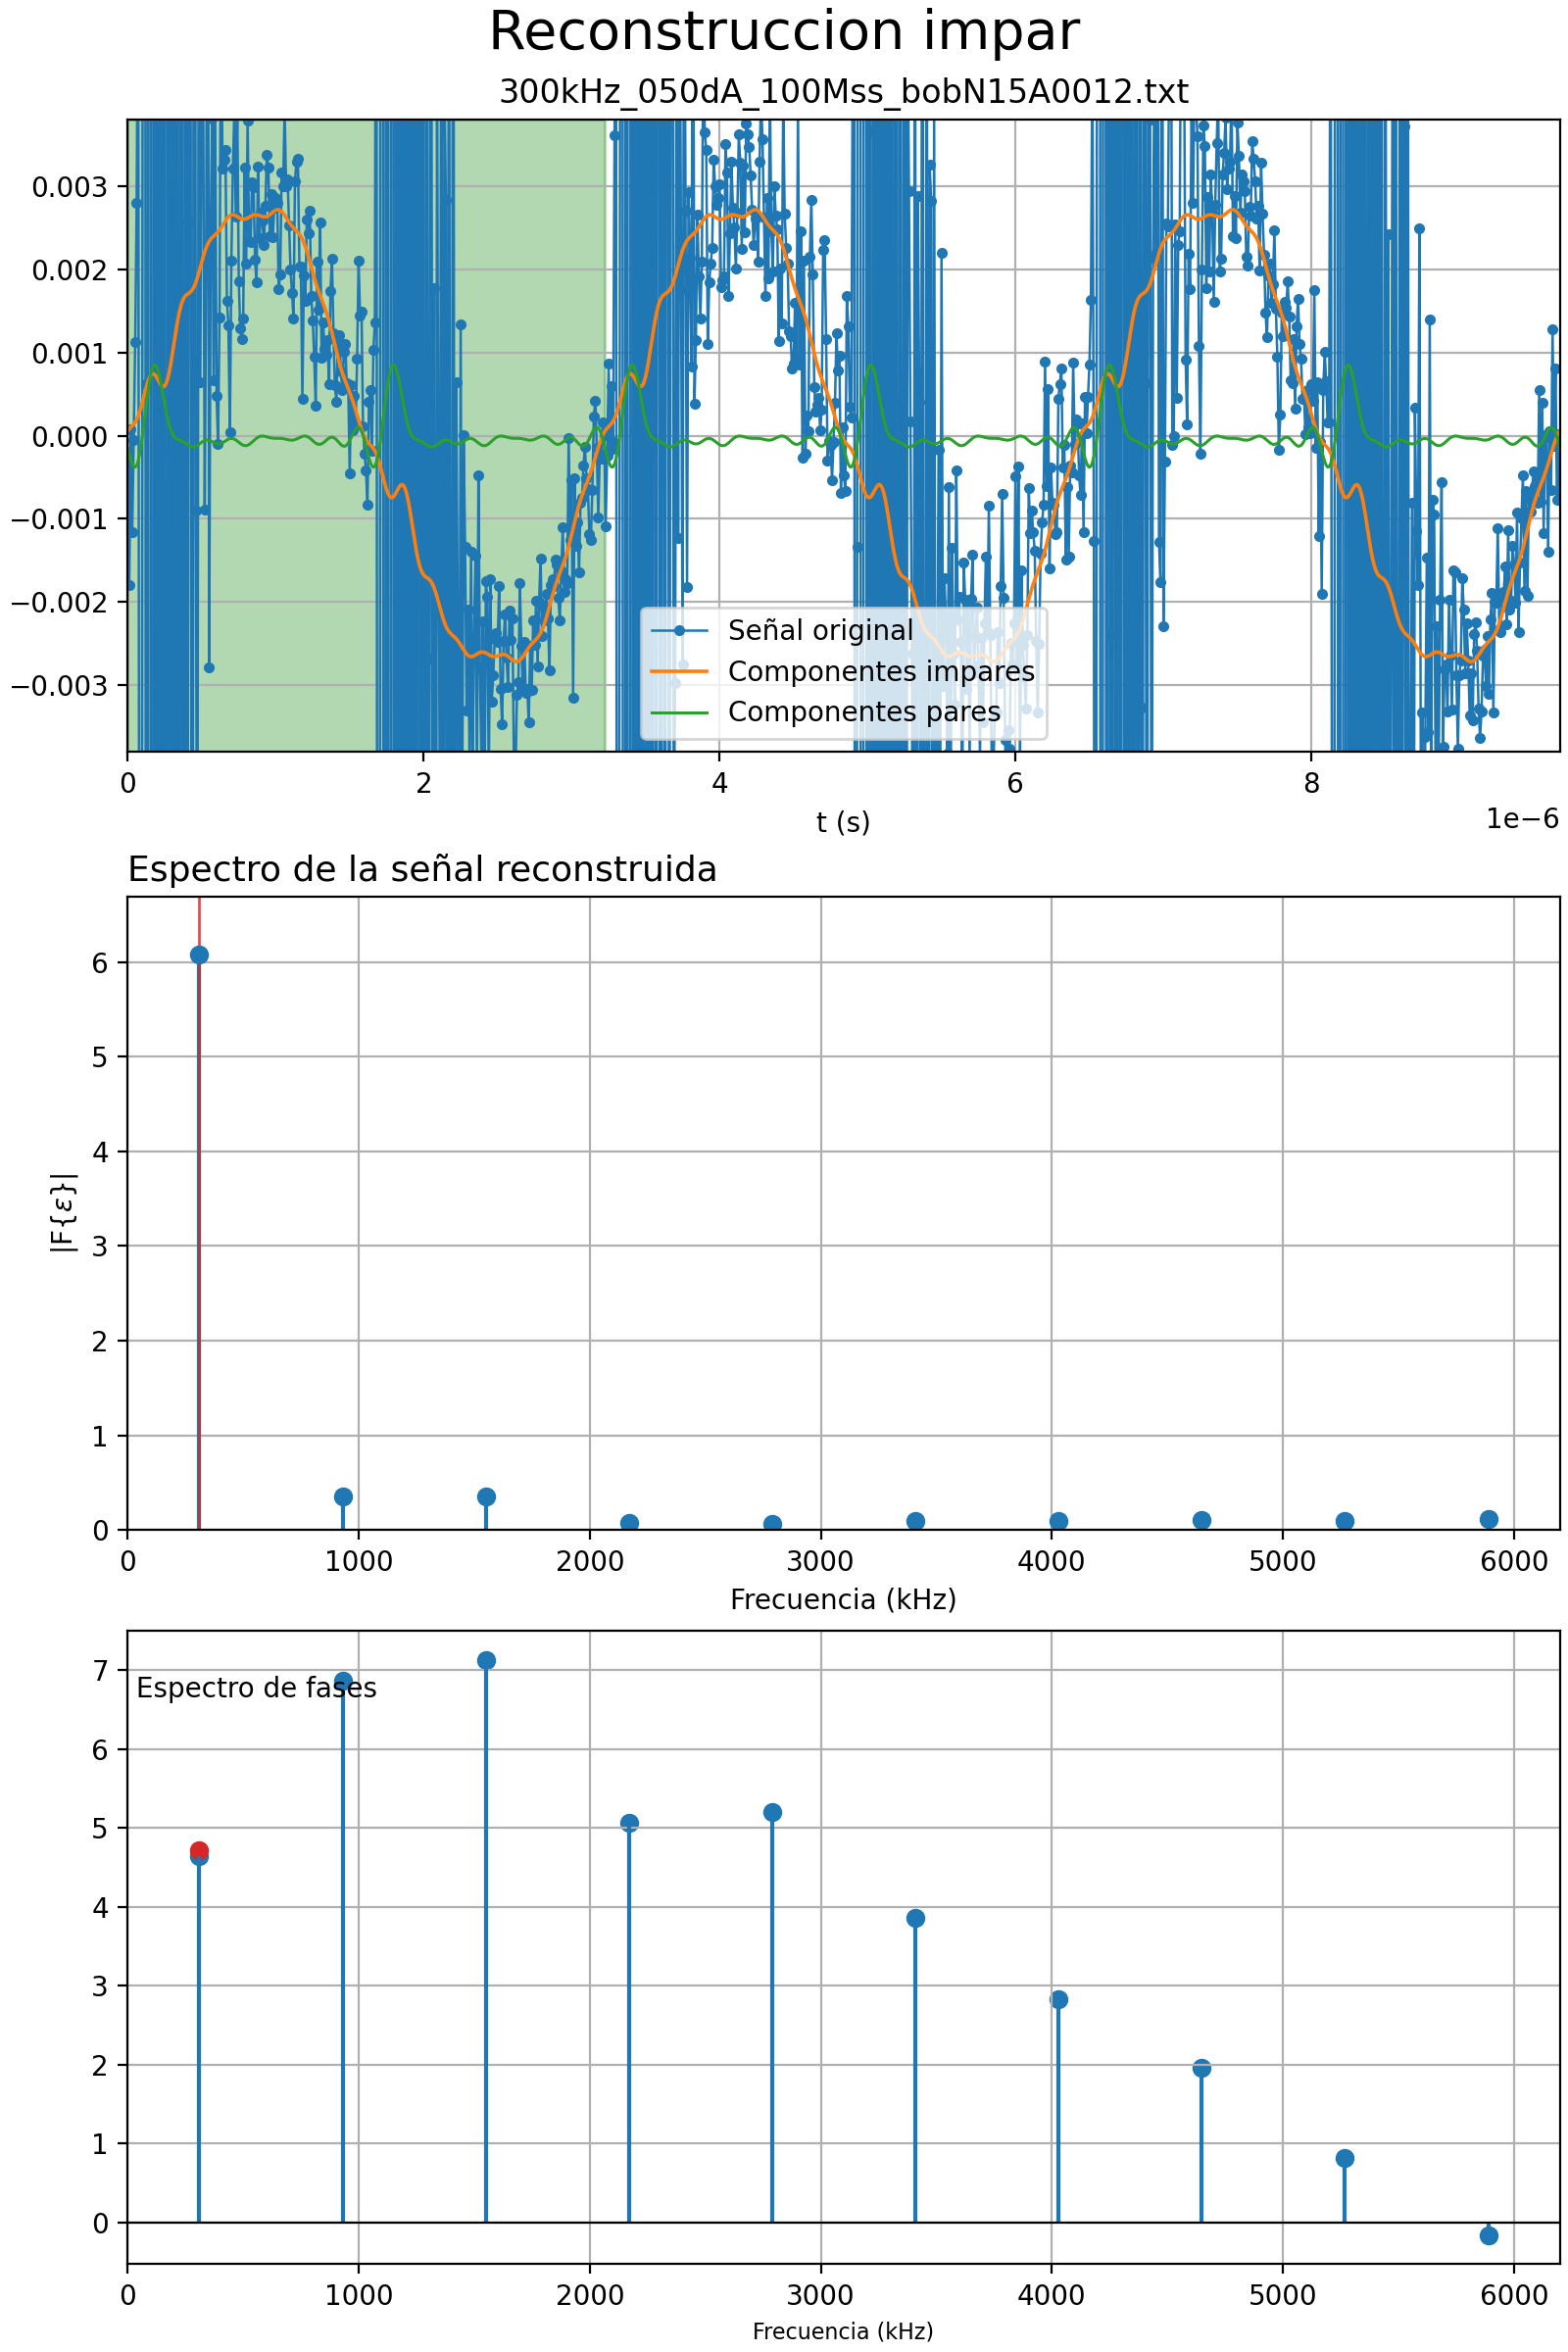 Reconstruccion impar
300kHz_050dA_100Mss_bobN15A0012.txt
0.003
0.002
0.001
0.000
−0.001
−0.002
−0.003
Señal original
Componentes impares
Componentes pares
0 2 4 6 8
1e−6
t (s)
Espectro de la señal reconstruida
6
5
4
3
2
1
0
|F{ε}|
0 1000 2000 3000 4000 5000 6000
Frecuencia (kHz)
7
Espectro de fases
6
5
4
3
2
1
0
0 1000 2000 3000 4000 5000 6000
Frecuencia (kHz)